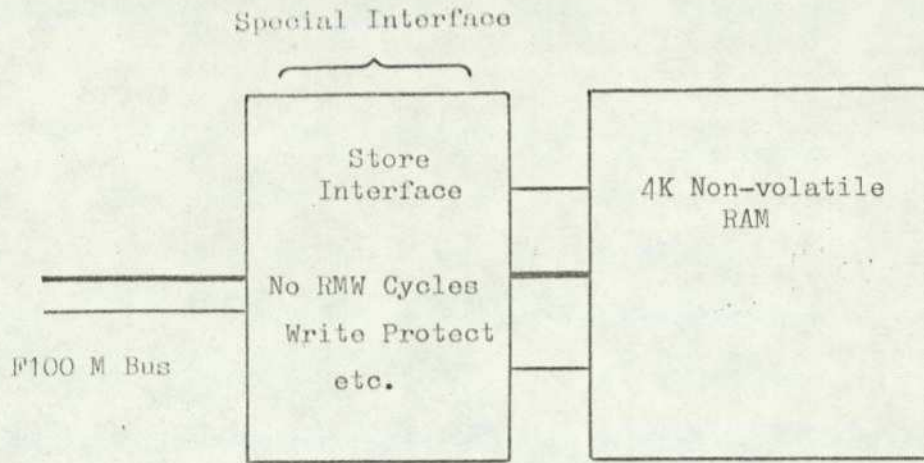 Special Interface
Store
Interface
No RMW Cycles
Write Protect
etc.
4K Non-volatile
RAM
F100 M Bus